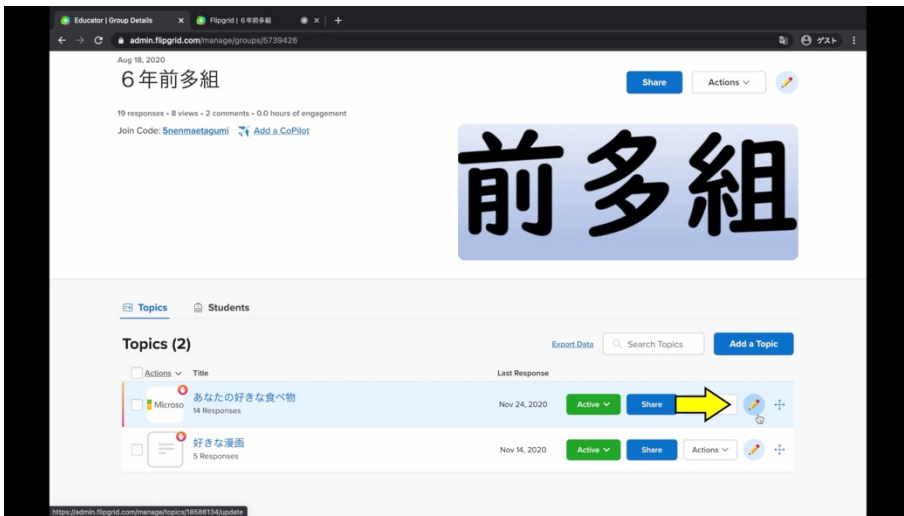 Educator | Group Details
Flipgrid | 6年前多組
admin.flipgrid.com/manage/groups/5739426
ゲスト
Aug 18, 2020
6年前多組
Share
Actions
19 responses • 8 views • 2 comments • 0.0 hours of engagement
Join Code: 5nenmaetagumi
Add a CoPilot
前多組
Topics
Students
Topics (2)
Export Data
Search Topics
Add a Topic
Actions
Title
Last Response
Microso
あなたの好きな食べ物
14 Responses
Nov 24, 2020
Active
Share
好きな漫画
5 Responses
Nov 14, 2020
Active
Share
Actions
https://admin.flipgrid.com/manage/topics/18586134/update